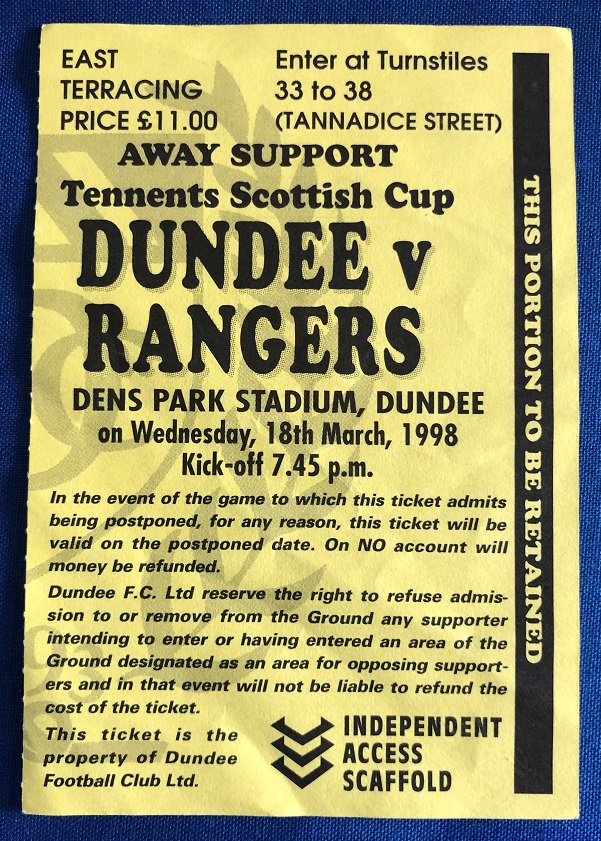 EAST
TERRACING
PRICE £11.00
Enter at Turnstiles
33 to 38
(TANNADICE STREET)
AWAY SUPPORT
Tennents Scottish Cup
DUNDEE v
RANGERS
DENS PARK STADIUM, DUNDEE
on Wednesday, 18th March, 1998
Kick-off 7.45 p.m.
In the event of the game to which this ticket admits
being postponed, for any reason, this ticket will be
valid on the postponed date. On NO account will
money be refunded.
Dundee F.C. Ltd reserve the right to refuse admis-
sion to or remove from the Ground any supporter
intending to enter or having entered an area of the
Ground designated as an area for opposing support-
ers and in that event will not be liable to refund the
cost of the ticket.
This ticket is the
property of Dundee
Football Club Ltd.
INDEPENDENT
ACCESS
SCAFFOLD
THIS PORTION TO BE RETAINED